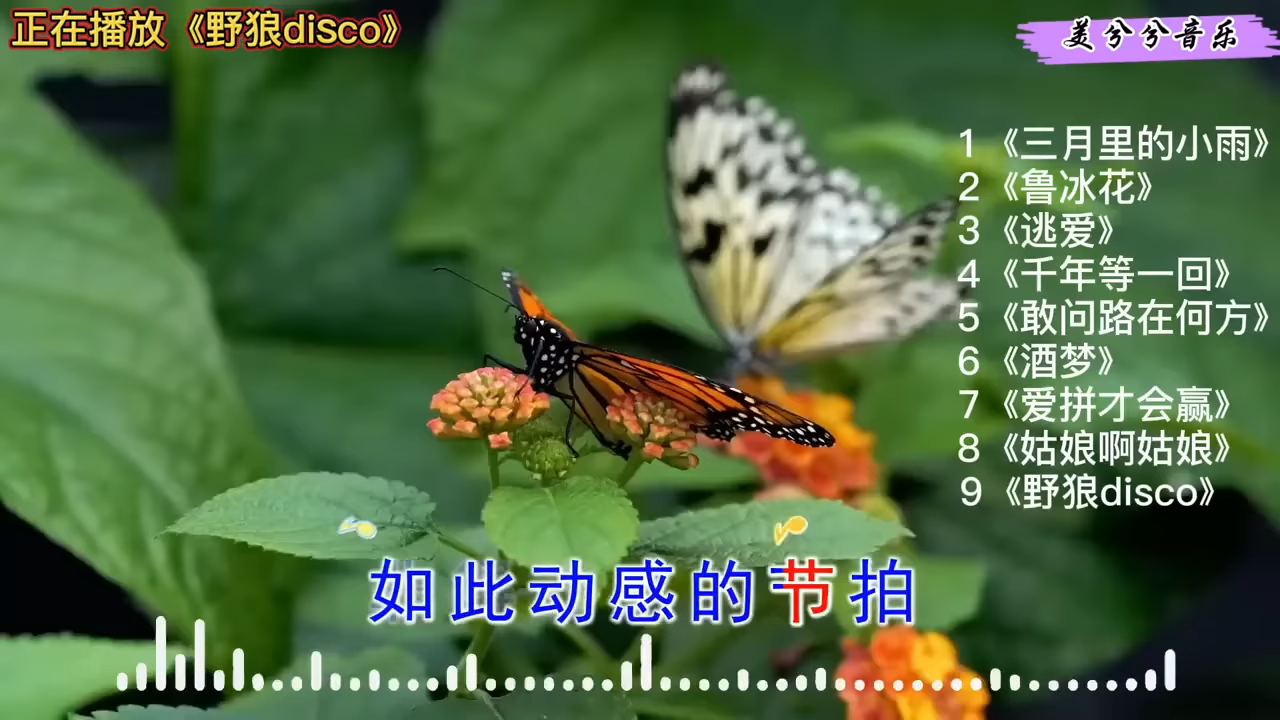 正在播放《野狼disco》
美兮兮音乐
1《三月里的小雨》
2《鲁冰花》
3《逃爱》
4《千年等一回》
5《敢问路在何方》
6《酒梦》
7《爱拼才会赢》
8《姑娘啊姑娘》
9《野狼disco》
如此动感的节拍